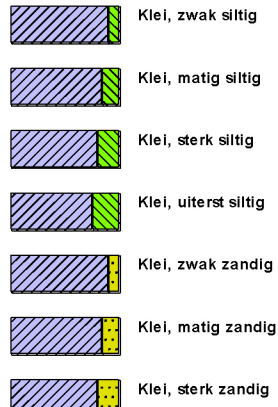 Klei, zwak siltig
Klei, matig siltig
Klei, sterk siltig
Klei, uiterst siltig
Klei, zwak zandig
Klei, matig zandig
Klei, sterk zandig